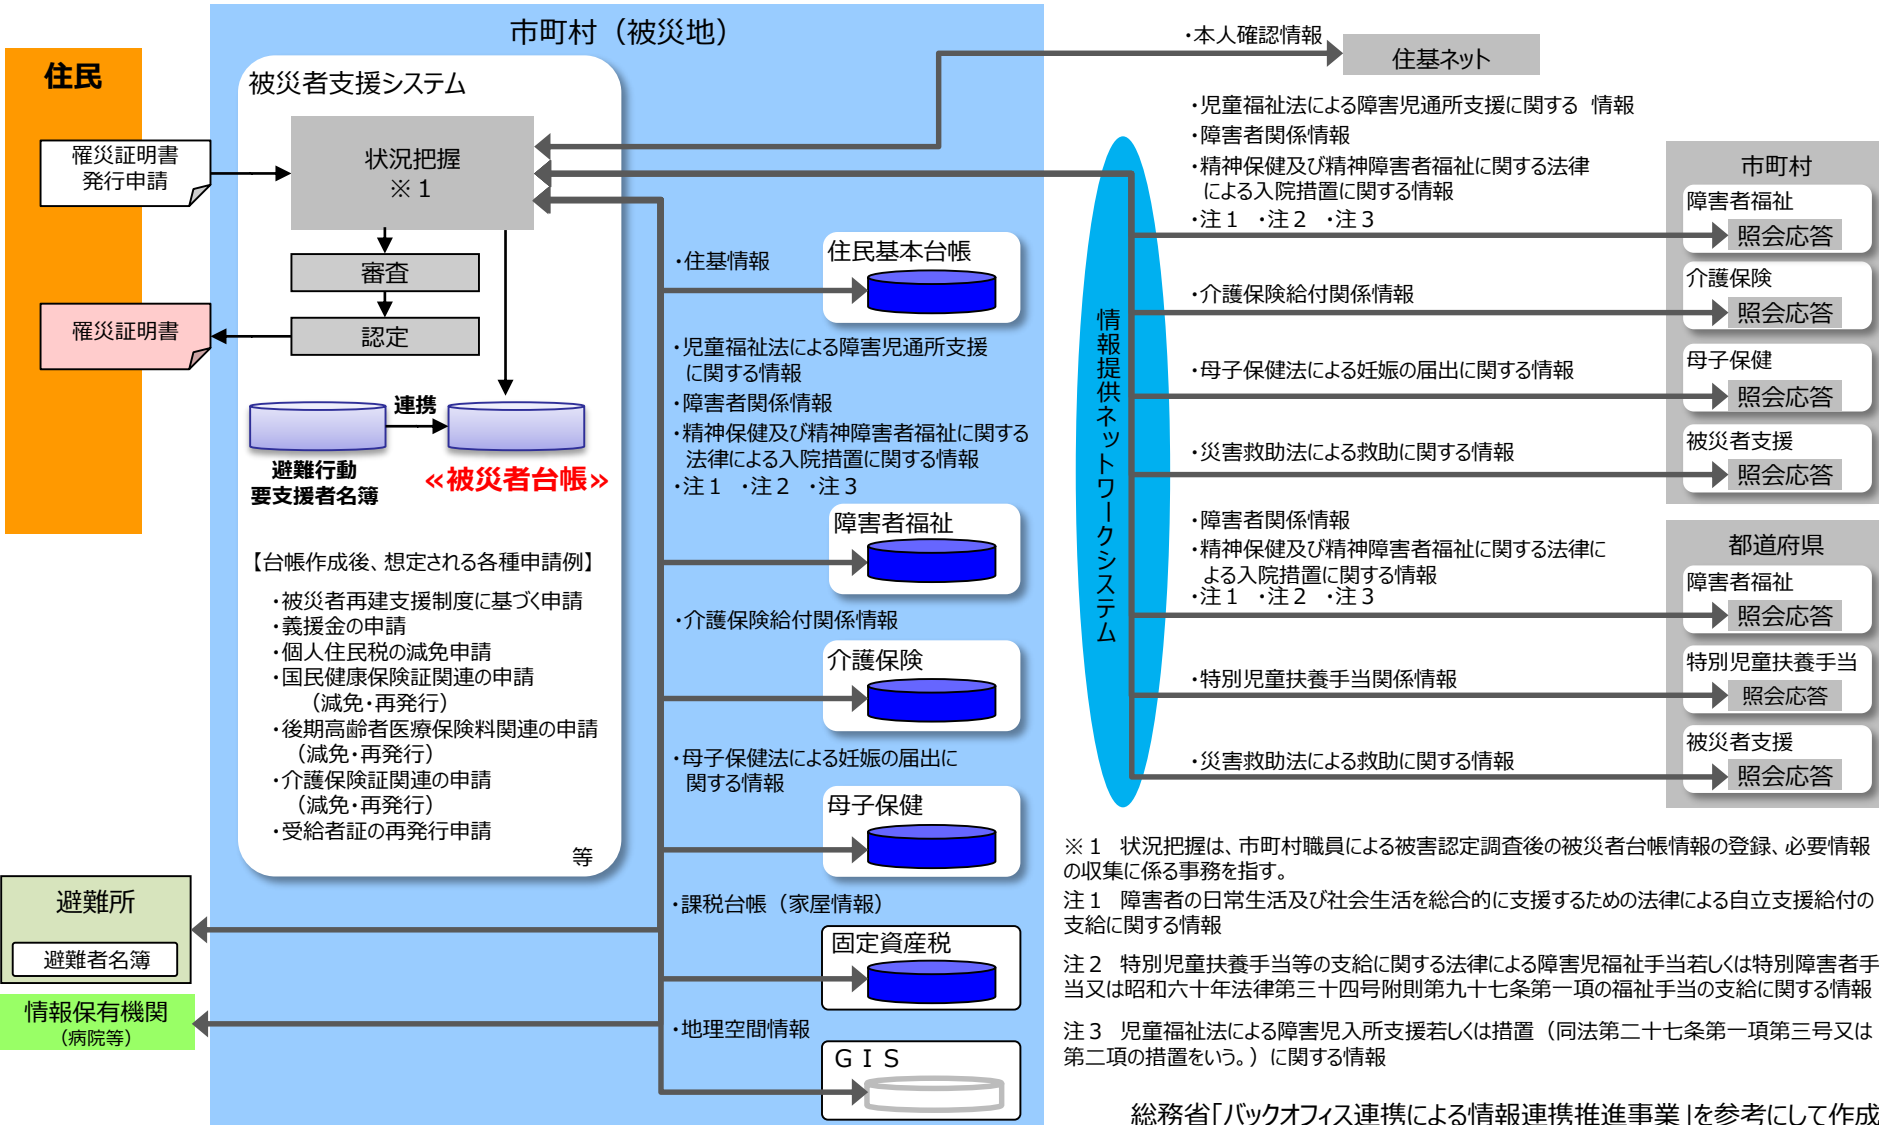 市町村（被災地）
住民
被災者支援システム
罹災証明書
発行申請
状況把握
※１
審査
認定
罹災証明書
連携
避難行動
要支援者名簿
≪被災者台帳≫
【台帳作成後、想定される各種申請例】
・被災者再建支援制度に基づく申請
・義援金の申請
・個人住民税の減免申請
・国民健康保険証関連の申請
（減免・再発行）
・後期高齢者医療保険料関連の申請
（減免・再発行）
・介護保険証関連の申請
（減免・再発行）
・受給者証の再発行申請
等
避難所
避難者名簿
情報保有機関
（病院等）
・住基情報
住民基本台帳
・児童福祉法による障害児通所支援
に関する情報
・障害者関係情報
・精神保健及び精神障害者福祉に関する
法律による入院措置に関する情報
・注１　・注２　・注３
障害者福祉
・介護保険給付関係情報
介護保険
・母子保健法による妊娠の届出に
関する情報
母子保健
・課税台帳（家屋情報）
固定資産税
・地理空間情報
ＧＩＳ
・本人確認情報
住基ネット
情報提供ネットワークシステム
・児童福祉法による障害児通所支援に関する　情報
・障害者関係情報
・精神保健及び精神障害者福祉に関する法律
による入院措置に関する情報
・注１　・注２　・注３
・介護保険給付関係情報
・母子保健法による妊娠の届出に関する情報
・災害救助法による救助に関する情報
市町村
障害者福祉
照会応答
介護保険
照会応答
母子保健
照会応答
被災者支援
照会応答
・障害者関係情報
・精神保健及び精神障害者福祉に関する法律に
よる入院措置に関する情報
・注１　・注２　・注３
・特別児童扶養手当関係情報
・災害救助法による救助に関する情報
都道府県
障害者福祉
照会応答
特別児童扶養手当
照会応答
被災者支援
照会応答
※１　状況把握は、市町村職員による被害認定調査後の被災者台帳情報の登録、必要情報
の収集に係る事務を指す。
注１　障害者の日常生活及び社会生活を総合的に支援するための法律による自立支援給付の
支給に関する情報
注２　特別児童扶養手当等の支給に関する法律による障害児福祉手当若しくは特別障害者手
当又は昭和六十年法律第三十四号附則第九十七条第一項の福祉手当の支給に関する情報
注３　児童福祉法による障害児入所支援若しくは措置（同法第二十七条第一項第三号又は
第二項の措置をいう。）に関する情報
総務省「バックオフィス連携による情報連携推進事業」を参考にして作成